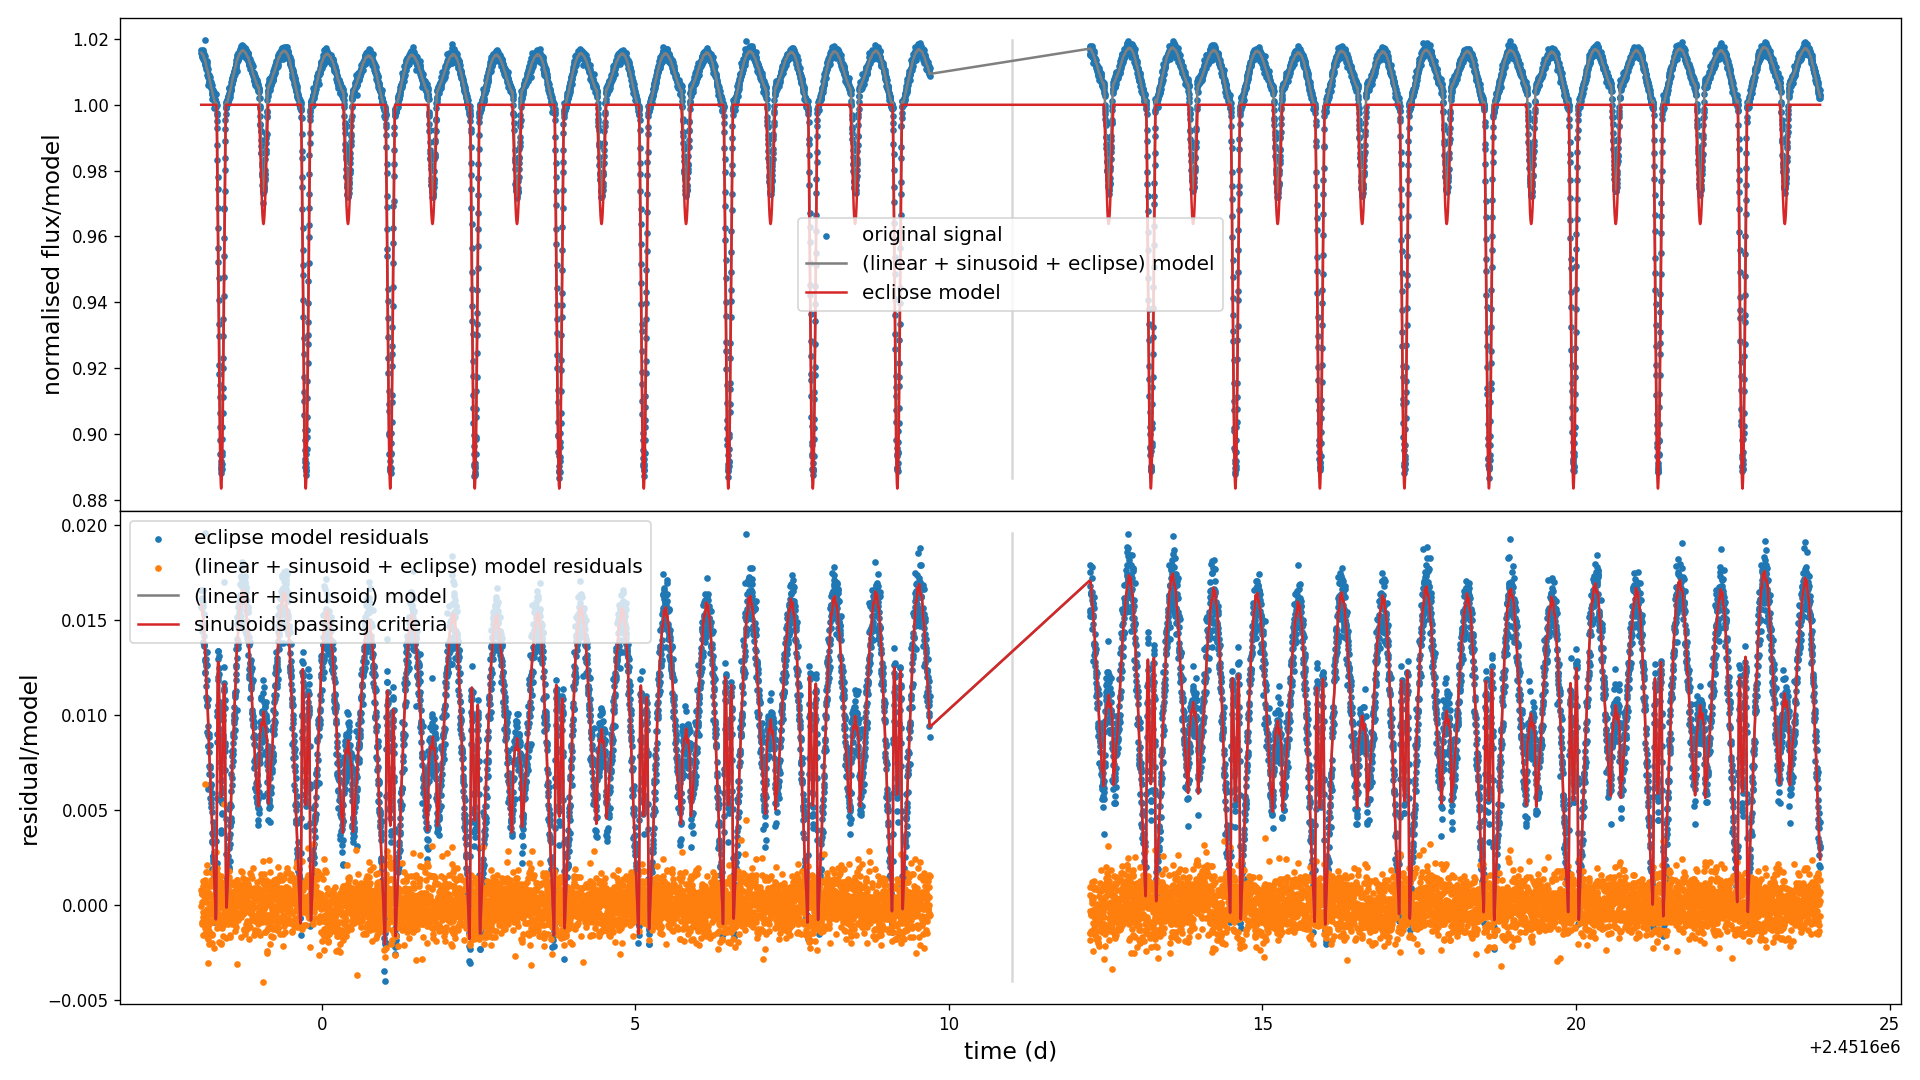 1.02
1.00
0.98
0.96
0.94
0.92
0.90
0.88
normalised flux/model
original signal
(linear + sinusoid + eclipse) model
eclipse model
0.020
0.015
0.010
0.005
0.000
−0.005
residual/model
eclipse model residuals
(linear + sinusoid + eclipse) model residuals
(linear + sinusoid) model
sinusoids passing criteria
0
5
10
15
20
25
time (d)
+2.4516e6